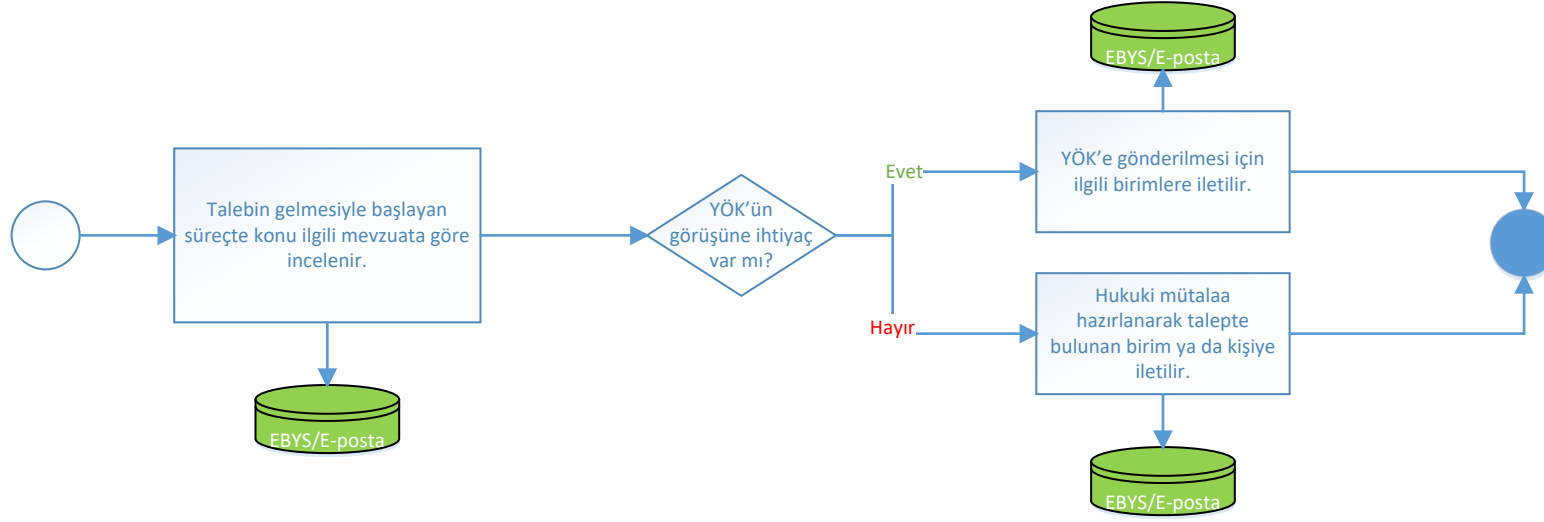 Talebin gelmesiyle başlayan
süreçte konu ilgili mevzuata göre
incelenir.
EBYS/E-posta
YÖK’ün
görüşüne ihtiyaç
var mı?
Evet
YÖK’e gönderilmesi için
ilgili birimlere iletilir.
EBYS/E-posta
Hayır
Hukuki mütalaa
hazırlanarak talepte
bulunan birim ya da kişiye
iletilir.
EBYS/E-posta